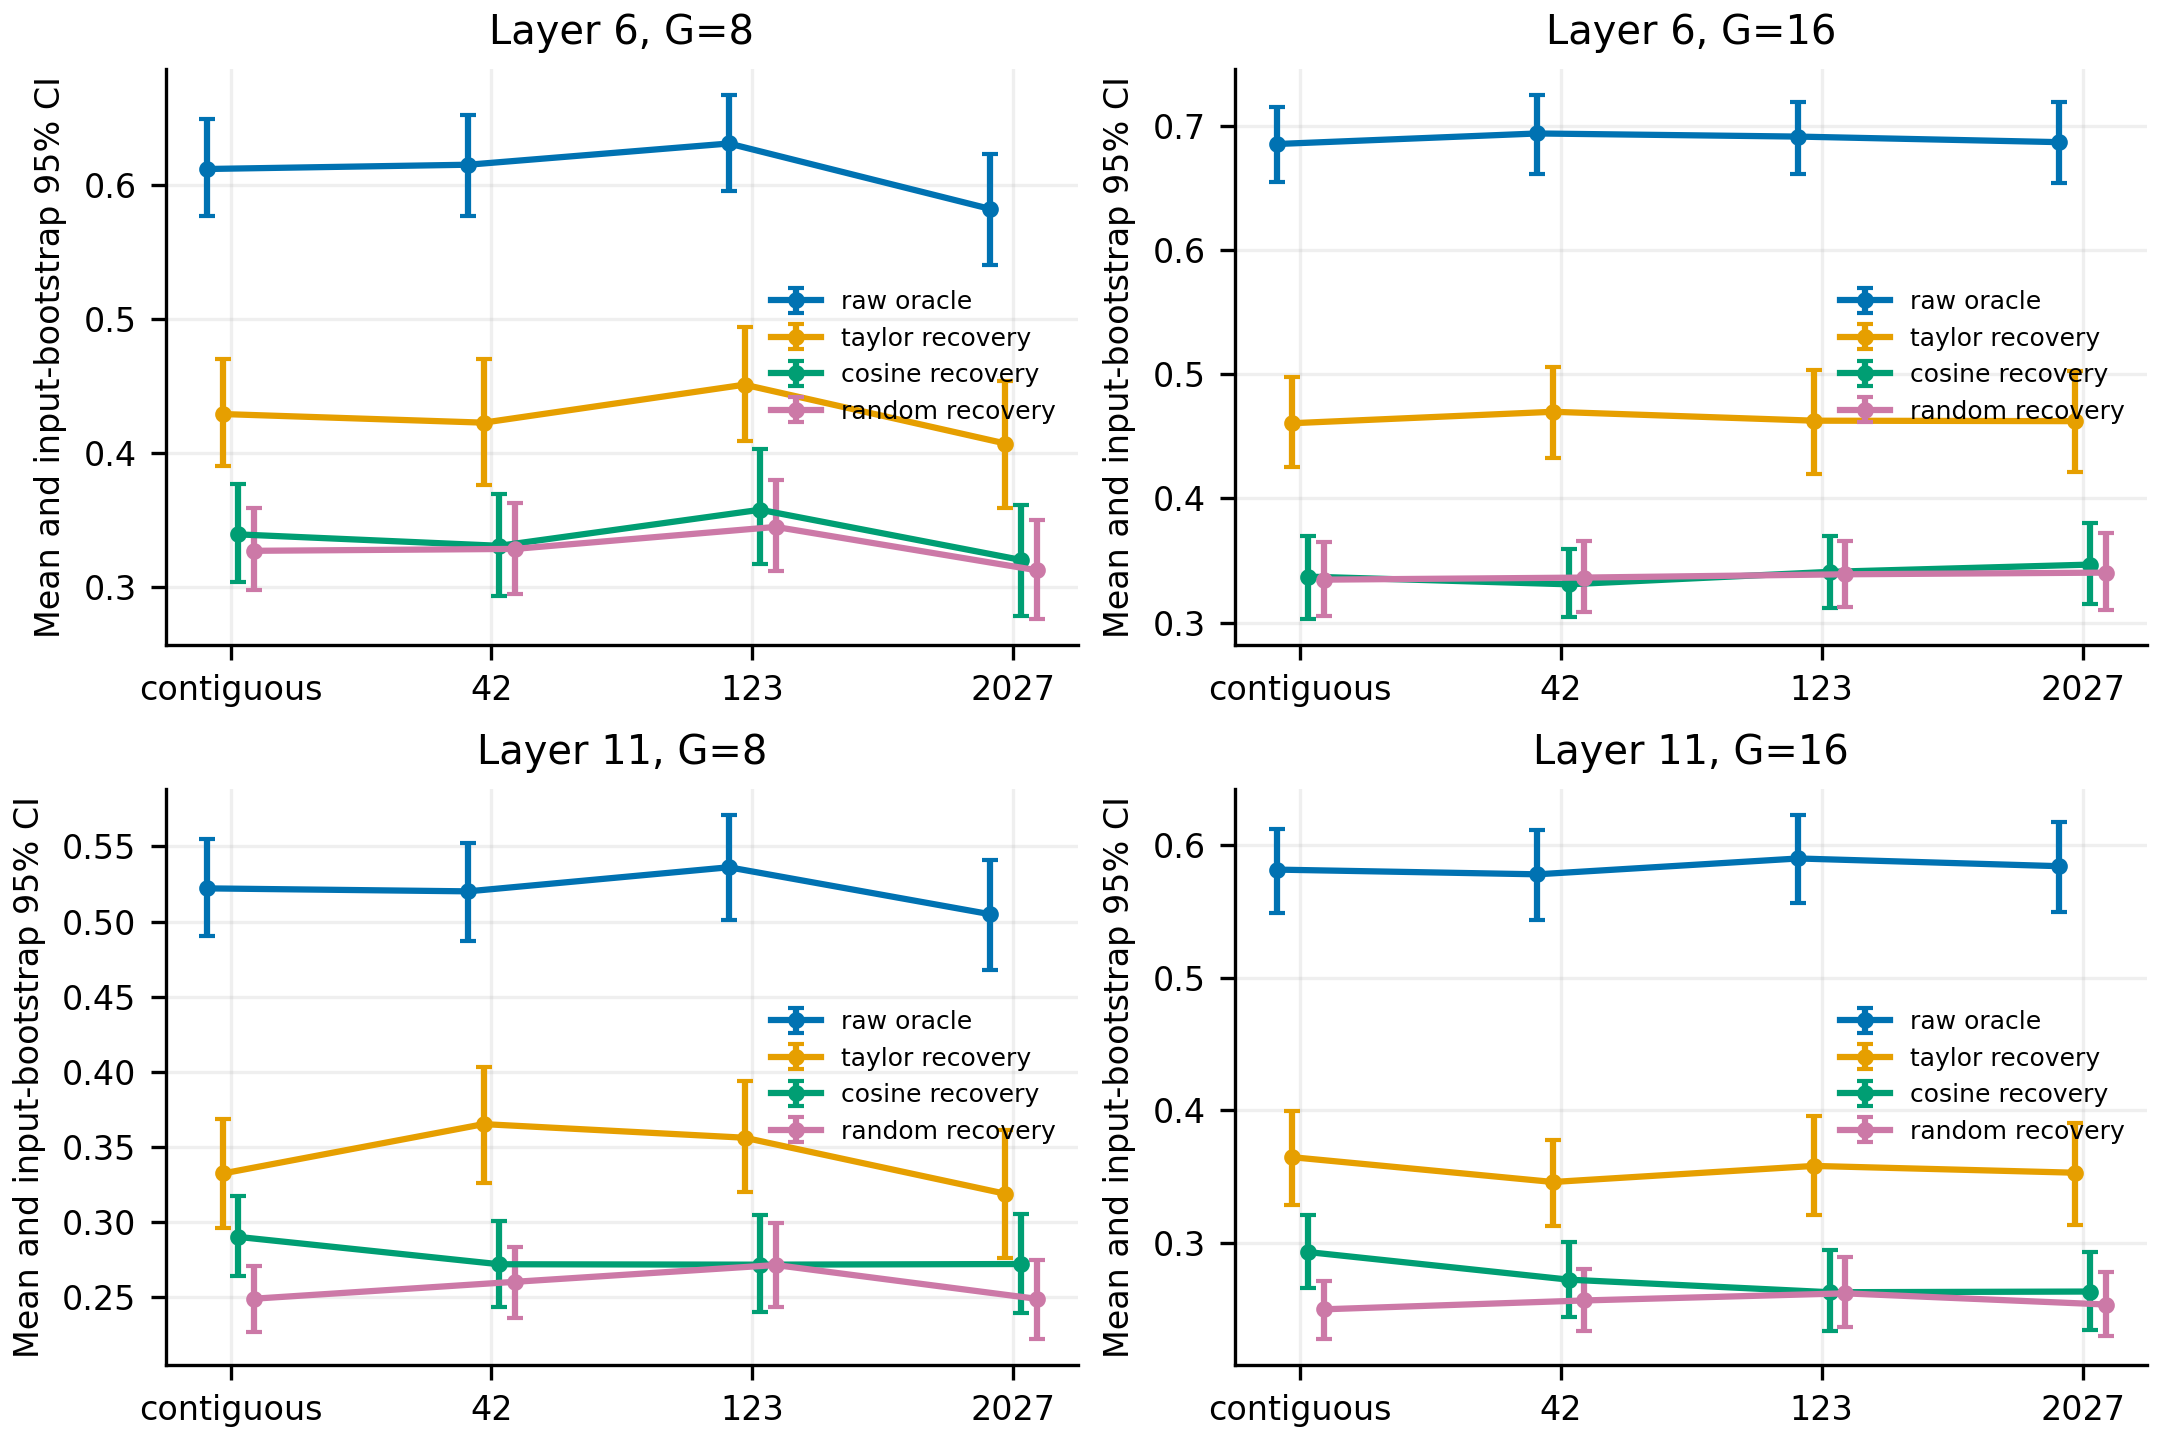 Layer 6, G=8
Mean and input-bootstrap 95% CI
0.6
0.5
0.4
0.3
raw oracle
taylor recovery
cosine recovery
random recovery
contiguous 42 123 2027
Layer 6, G=16
Mean and input-bootstrap 95% CI
0.7
0.6
0.5
0.4
0.3
raw oracle
taylor recovery
cosine recovery
random recovery
contiguous 42 123 2027
Layer 11, G=8
Mean and input-bootstrap 95% CI
0.55
0.50
0.45
0.40
0.35
0.30
0.25
raw oracle
taylor recovery
cosine recovery
random recovery
contiguous 42 123 2027
Layer 11, G=16
Mean and input-bootstrap 95% CI
0.6
0.5
0.4
0.3
raw oracle
taylor recovery
cosine recovery
random recovery
contiguous 42 123 2027